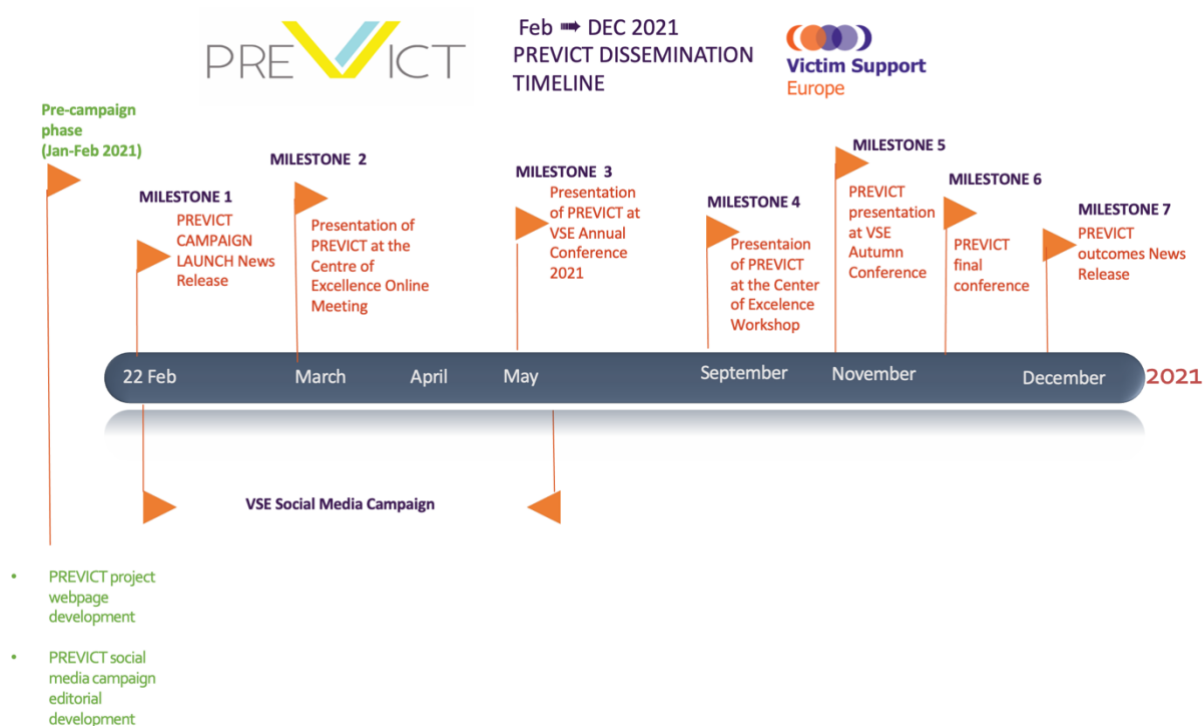 PREVICT
Feb ➡ DEC 2021
PREVICT DISSEMINATION
TIMELINE
Victim Support
Europe
Pre-campaign
phase
(Jan-Feb 2021)
MILESTONE 1
PREVICT
CAMPAIGN
LAUNCH News
Release
MILESTONE 2
Presentation of
PREVICT at the
Centre of
Excellence Online
Meeting
MILESTONE 3
Presentation
of PREVICT at
VSE Annual
Conference
2021
MILESTONE 4
Presentaion
of PREVICT
at the Center
of Excelence
Workshop
MILESTONE 5
PREVICT
presentation
at VSE
Autumn
Conference
MILESTONE 6
PREVICT
final
conference
MILESTONE 7
PREVICT
outcomes News
Release
22 Feb
March
April
May
September
November
December
2021
VSE Social Media Campaign
• PREVICT project
webpage
development
• PREVICT social
media campaign
editorial
development